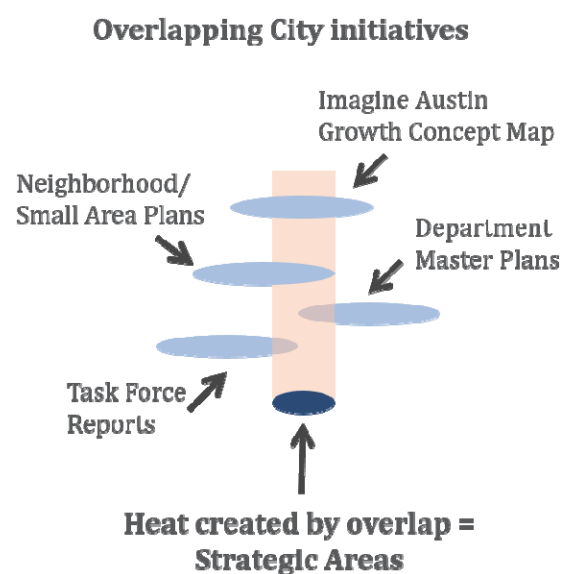 Overlapping City initiatives
Imagine Austin
Growth Concept Map
Neighborhood/
Small Area Plans
Department
Master Plans
Task Force
Reports
Heat created by overlap =
Strategic Areas